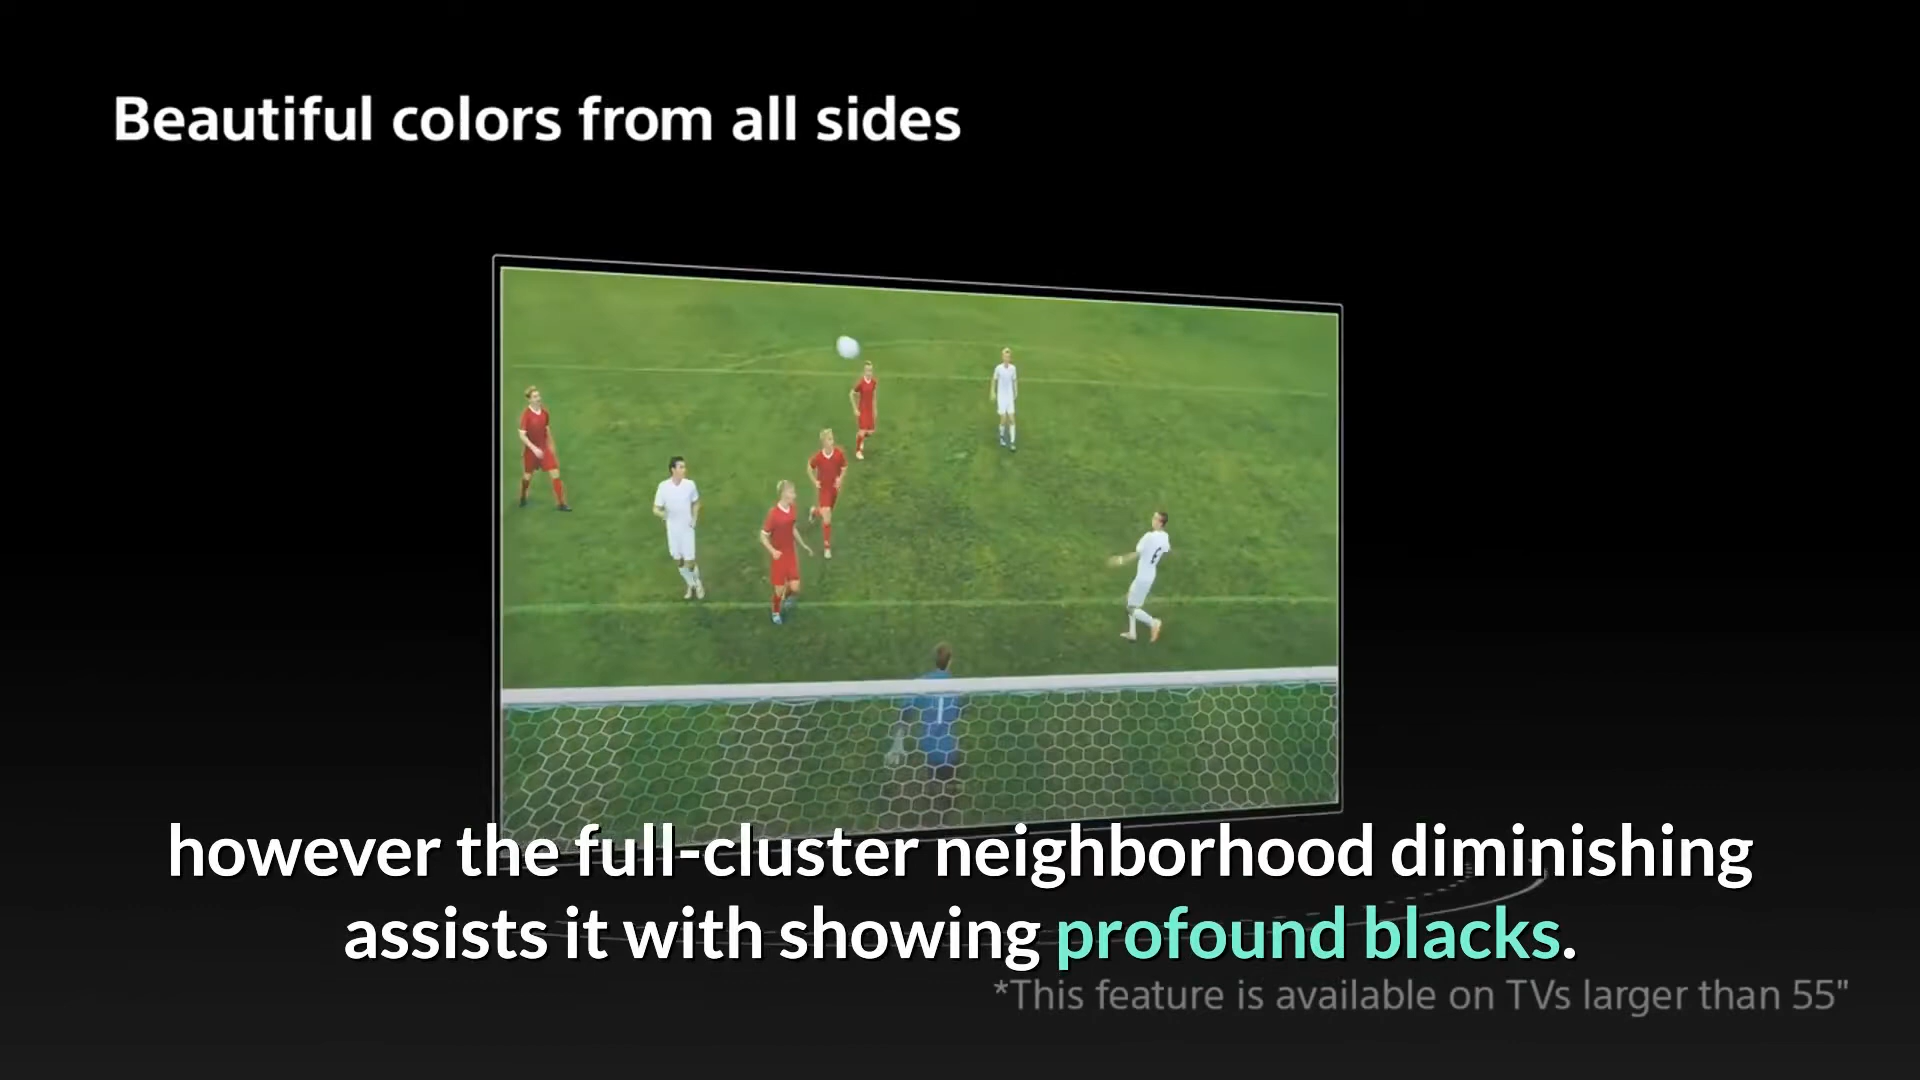 Beautiful colors from all sides
however the full-cluster neighborhood diminishing
assists it with showing profound blacks.
*This feature is available on TVs larger than 55"